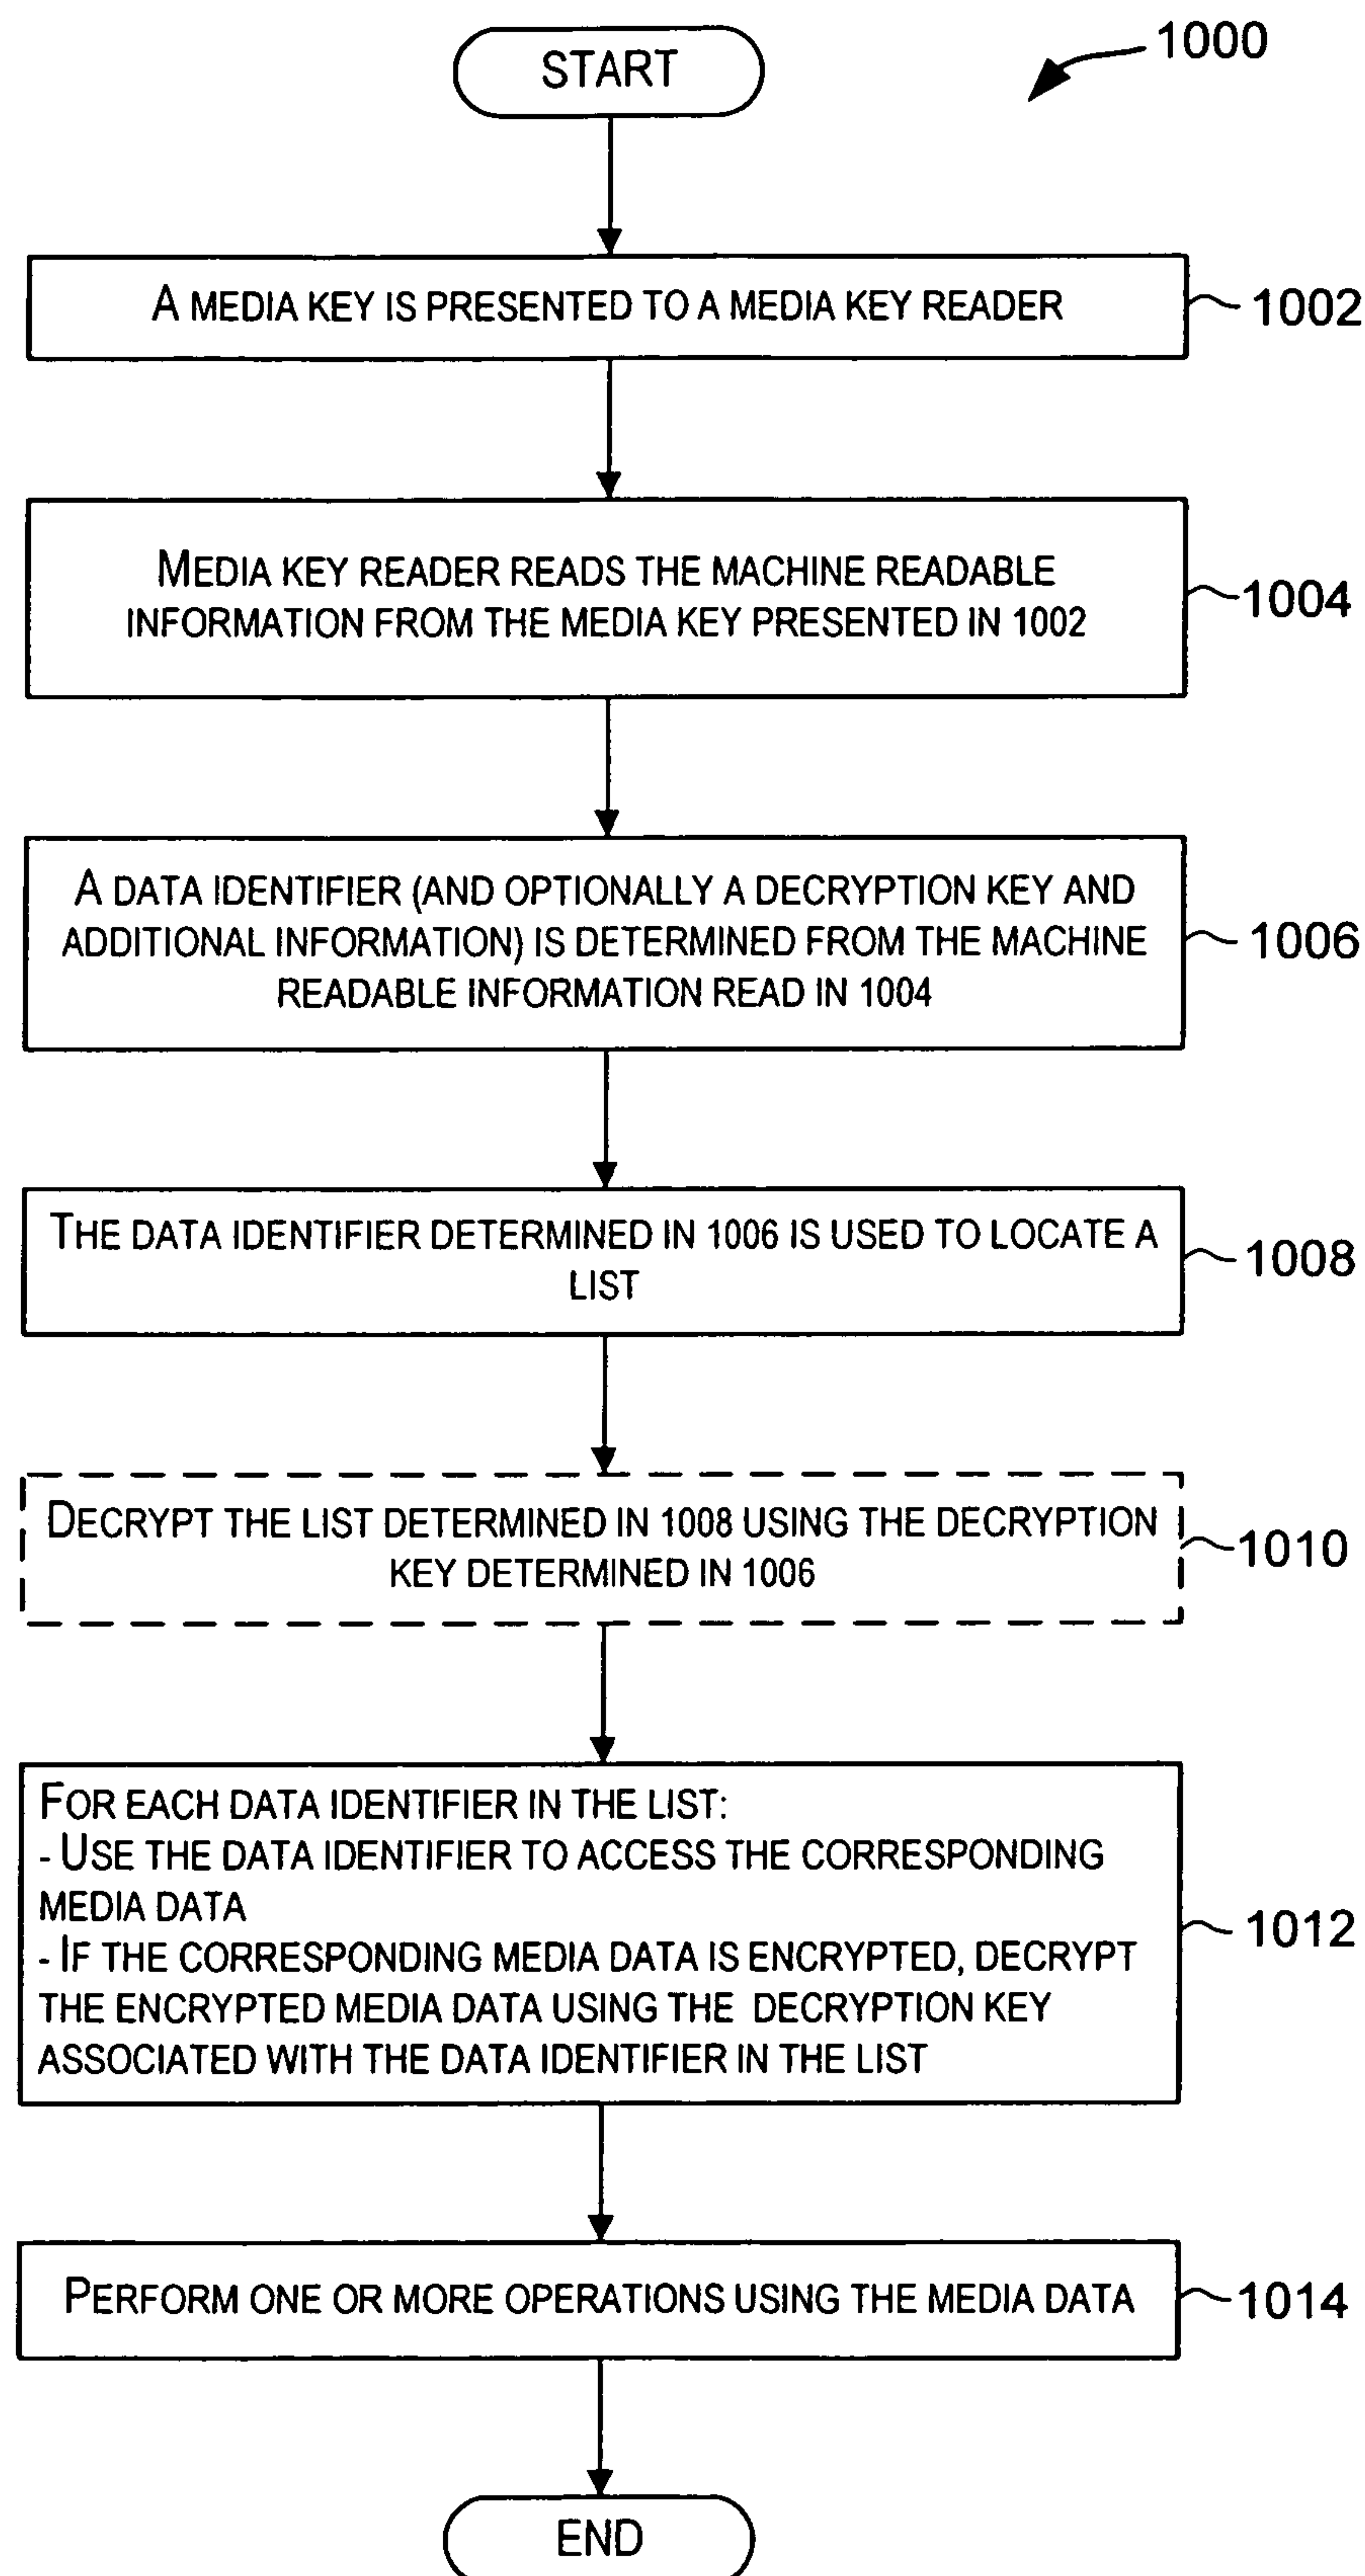 START
1000
A MEDIA KEY IS PRESENTED TO A MEDIA KEY READER
1002
MEDIA KEY READER READS THE MACHINE READABLE
INFORMATION FROM THE MEDIA KEY PRESENTED IN 1002
1004
A DATA IDENTIFIER (AND OPTIONALLY A DECRYPTION KEY AND
ADDITIONAL INFORMATION) IS DETERMINED FROM THE MACHINE
READABLE INFORMATION READ IN 1004
1006
THE DATA IDENTIFIER DETERMINED IN 1006 IS USED TO LOCATE A
LIST
1008
DECRYPT THE LIST DETERMINED IN 1008 USING THE DECRYPTION
KEY DETERMINED IN 1006
1010
FOR EACH DATA IDENTIFIER IN THE LIST:
- USE THE DATA IDENTIFIER TO ACCESS THE CORRESPONDING
MEDIA DATA
- IF THE CORRESPONDING MEDIA DATA IS ENCRYPTED, DECRYPT
THE ENCRYPTED MEDIA DATA USING THE DECRYPTION KEY
ASSOCIATED WITH THE DATA IDENTIFIER IN THE LIST
1012
PERFORM ONE OR MORE OPERATIONS USING THE MEDIA DATA
1014
END